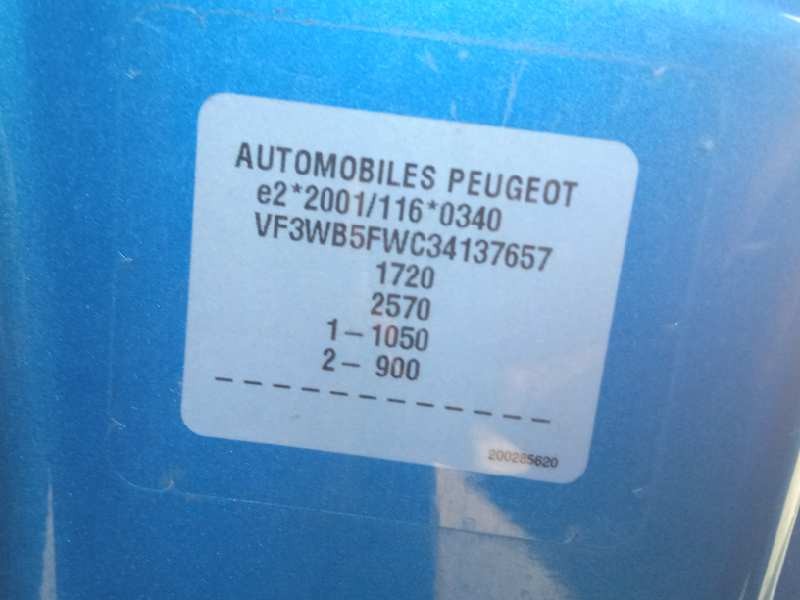 AUTOMOBILES PEUGEOT
e2*2001/116*0340
VF3WB5FWC34137657
1720
2570
1- 1050
2- 900
200285620